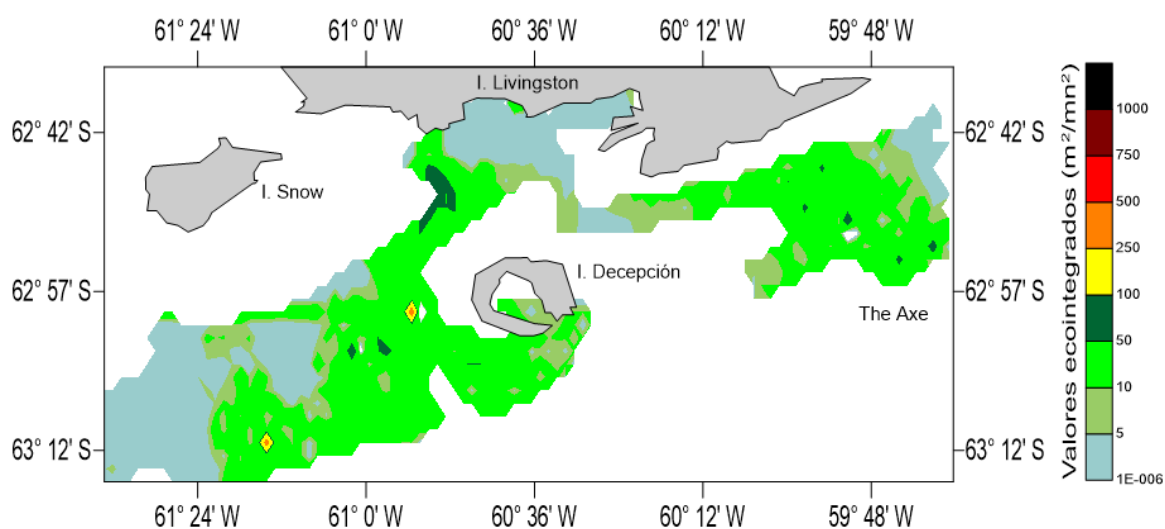 61° 24' W 61° 0' W 60° 36' W 60° 12' W 59° 48' W
I. Livingston
62° 42' S 62° 42' S
I. Snow
I. Decepción
62° 57' S 62° 57' S
The Axe
63° 12' S 63° 12' S
61° 24' W 61° 0' W 60° 36' W 60° 12' W 59° 48' W
Valores ecointegrados (m²/mn²)
1000
750
500
250
100
50
10
5
1E-006